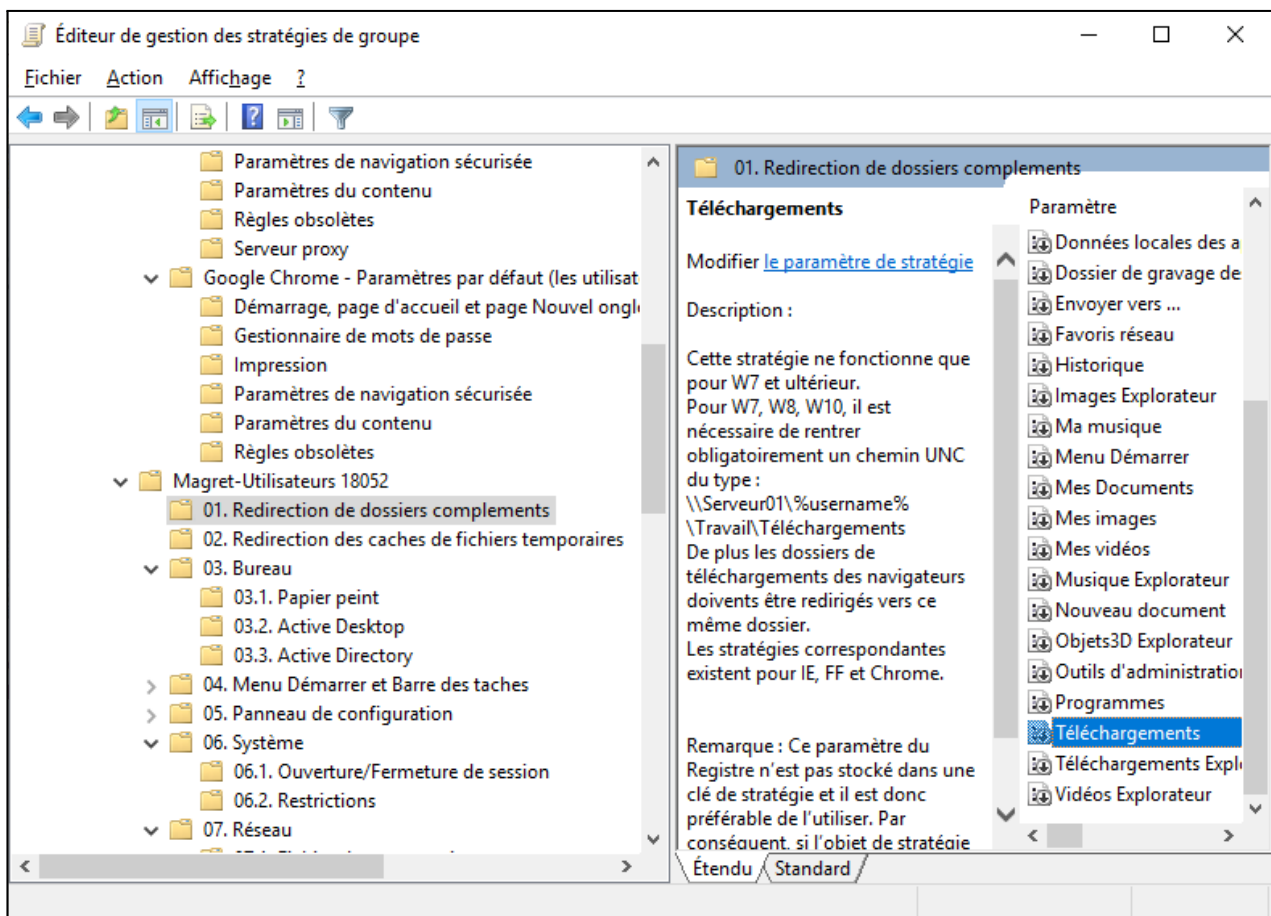 Éditeur de gestion des stratégies de groupe
Fichier Action Affichage ?
Paramètres de navigation sécurisée
Paramètres du contenu
Règles obsolètes
Serveur proxy
Google Chrome - Paramètres par défaut (les utilisat
Démarrage, page d'accueil et page Nouvel ongl
Gestionnaire de mots de passe
Impression
Paramètres de navigation sécurisée
Paramètres du contenu
Règles obsolètes
Magret-Utilisateurs 18052
01. Redirection de dossiers complements
02. Redirection des caches de fichiers temporaires
03. Bureau
03.1. Papier peint
03.2. Active Desktop
03.3. Active Directory
04. Menu Démarrer et Barre des taches
05. Panneau de configuration
06. Système
06.1. Ouverture/Fermeture de session
06.2. Restrictions
07. Réseau
01. Redirection de dossiers complements
Téléchargements
Modifier le paramètre de stratégie
Description :
Cette stratégie ne fonctionne que
pour W7 et ultérieur.
Pour W7, W8, W10, il est
nécessaire de rentrer
obligatoirement un chemin UNC
du type :
\\Serveur01\%username%
\Travail\Téléchargements
De plus les dossiers de
téléchargements des navigateurs
doivents être redirigés vers ce
même dossier.
Les stratégies correspondantes
existent pour IE, FF et Chrome.
Remarque : Ce paramètre du
Registre n'est pas stocké dans une
clé de stratégie et il est donc
préférable de l'utiliser. Par
conséquent, si l'objet de stratégie
Paramètre
Données locales des a
Dossier de gravage de
Envoyer vers ...
Favoris réseau
Historique
Images Explorateur
Ma musique
Menu Démarrer
Mes Documents
Mes images
Mes vidéos
Musique Explorateur
Nouveau document
Objets3D Explorateur
Outils d'administration
Programmes
Téléchargements
Téléchargements Expl
Vidéos Explorateur
Étendu Standard